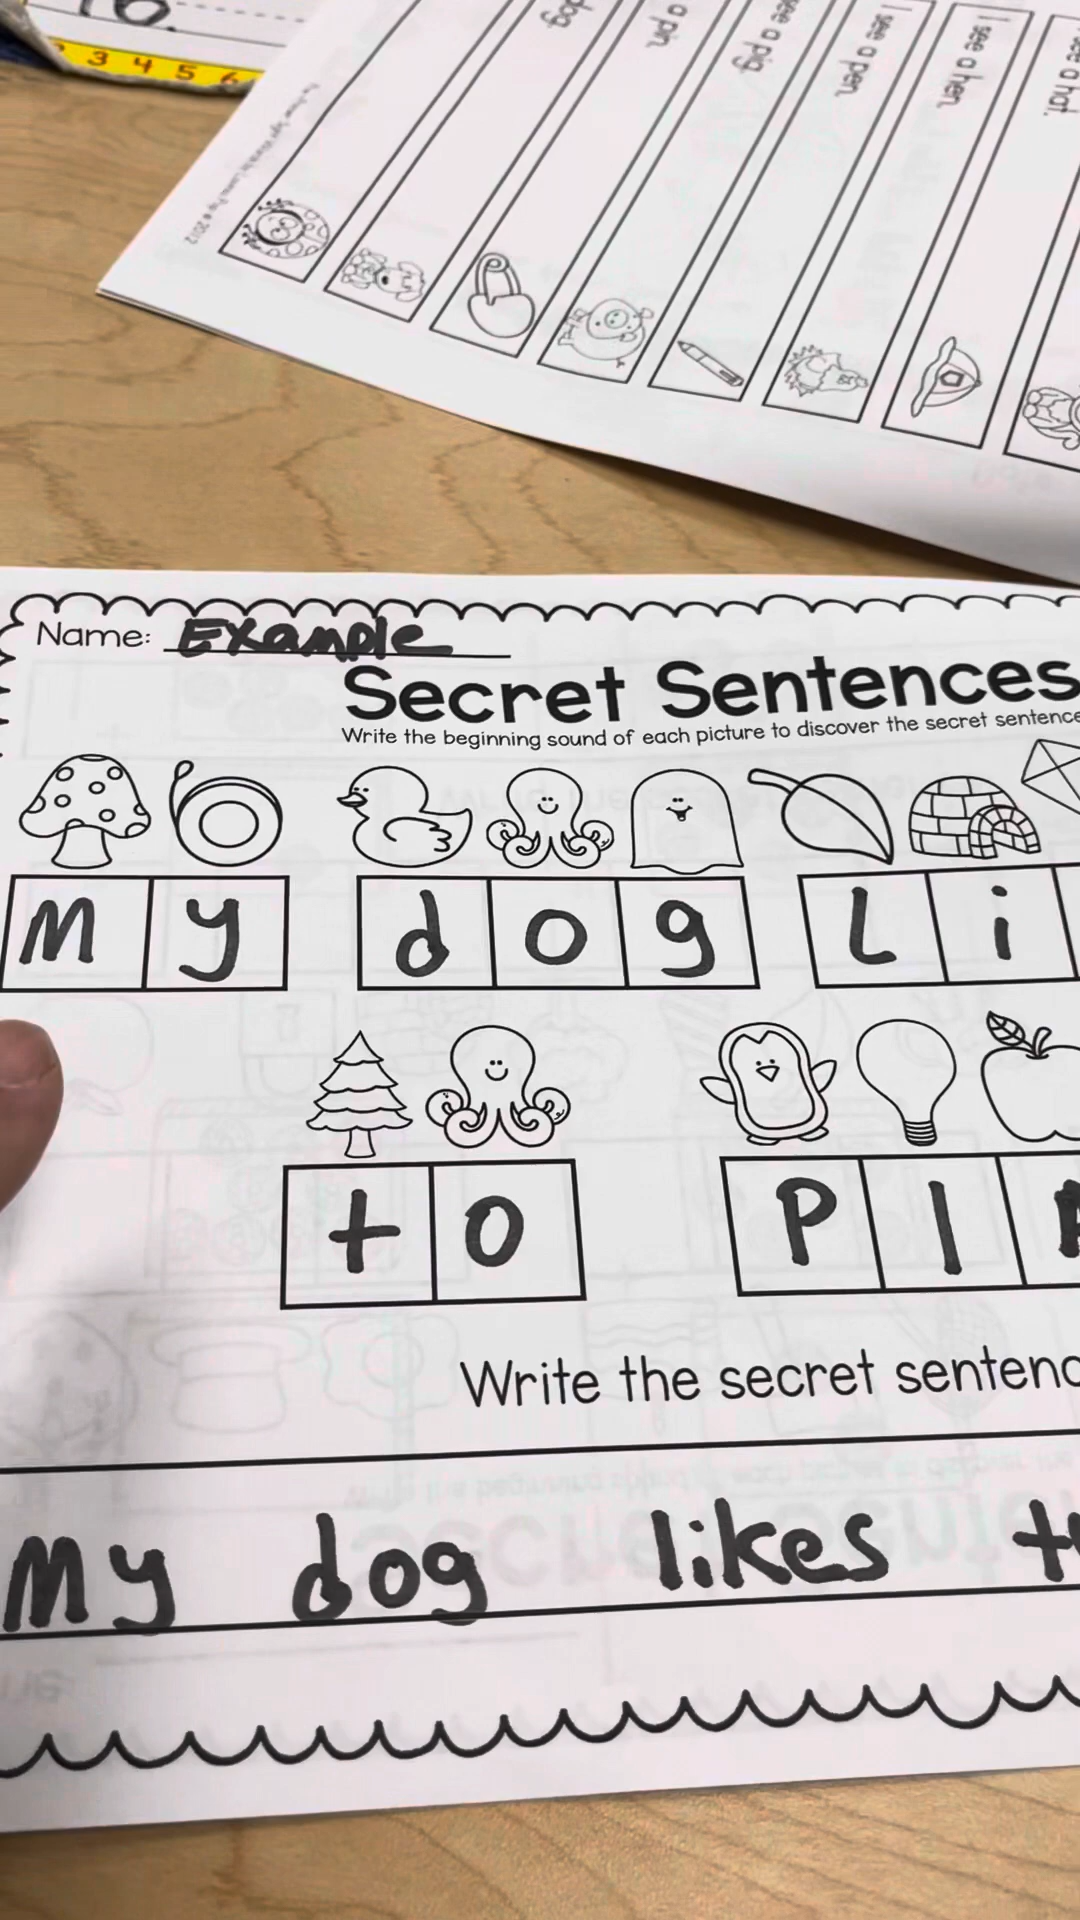 3 4 5 6
dog
a pin.
see a pig.
I see a pen.
I see a hen.
see a hat.
Name: Example
Secret Sentences
Write the beginning sound of each picture to discover the secret sentence
m y d o g L i
t o P l A
Write the secret sentenc
my dog likes t